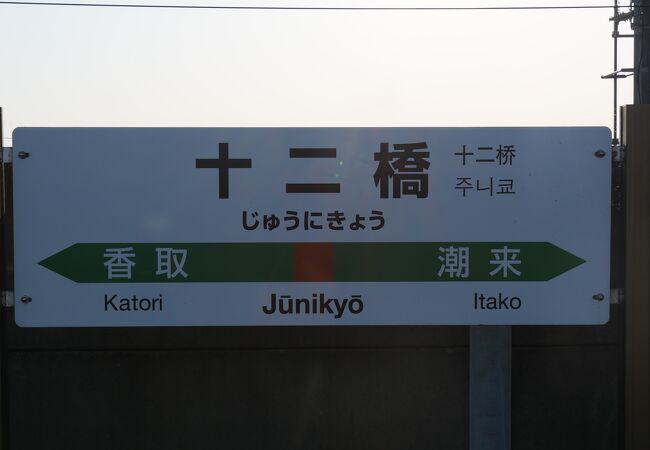 十二橋
十二桥
주니쿄
じゅうにきょう
香取 潮来
Katori Jūnikyō Itako